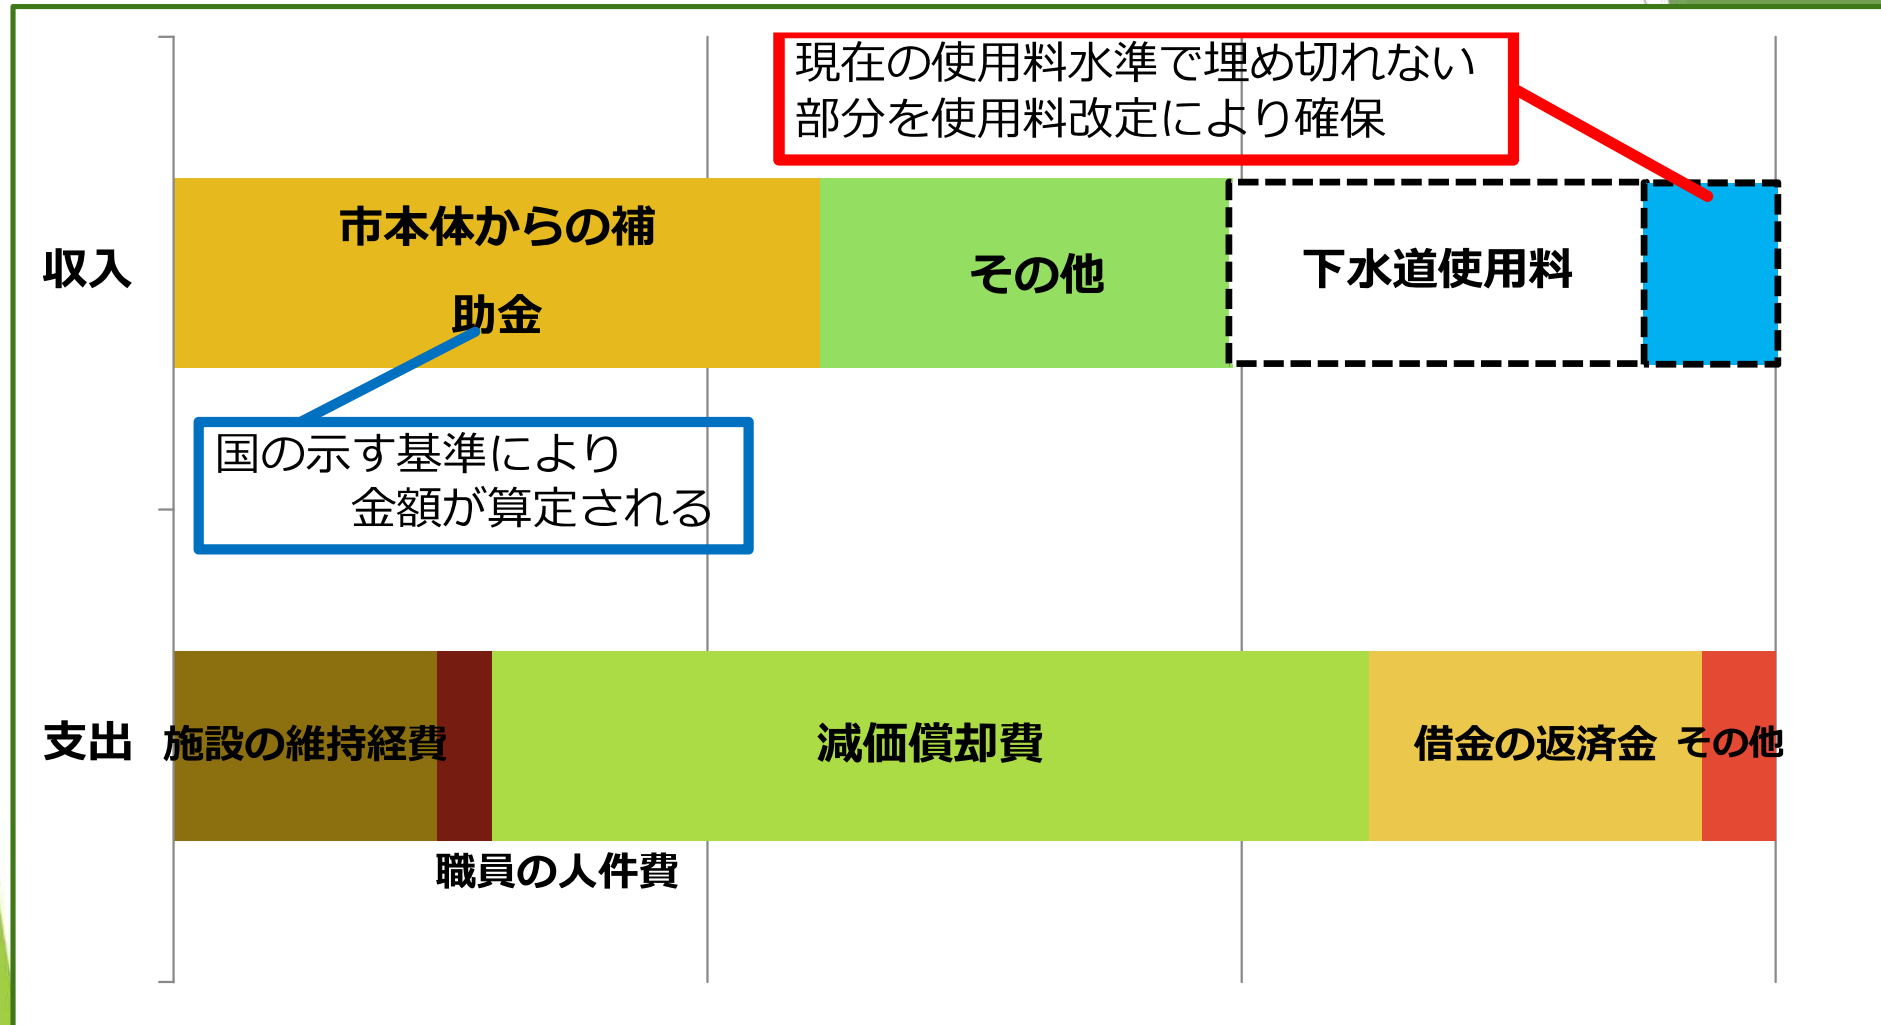 現在の使用料水準で埋め切れない
部分を使用料改定により確保
収入
市本体からの補
助金
その他
下水道使用料
国の示す基準により
金額が算定される
支出
施設の維持経費
減価償却費
借金の返済金
その他
職員の人件費